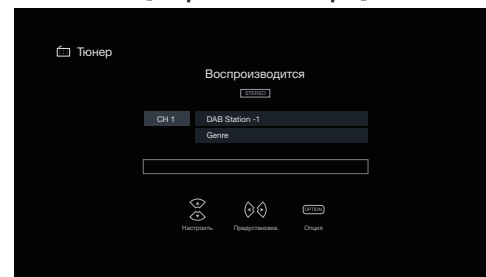 Тюнер
Воспроизводится
STEREO
CH 1 DAB Station -1
Genre
OPTION
Настроить Предустановка Опция